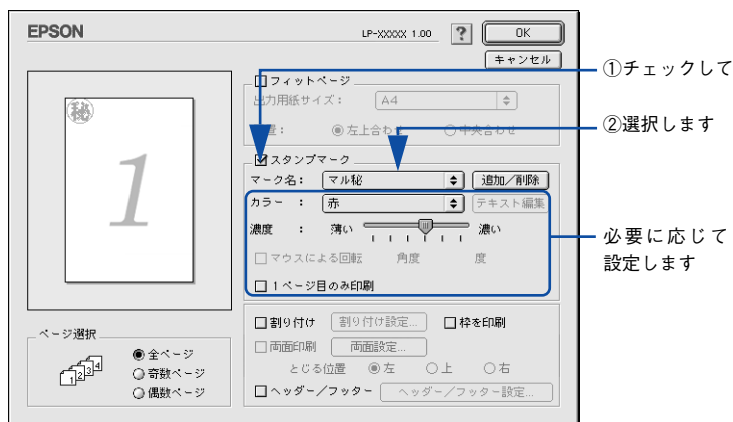 EPSON
LP-XXXXX 1.00
?
OK
キャンセル
㊙
1
フィットページ
出力用紙サイズ：
A4
置：
左上合わせ
中央合わせ
スタンプマーク
マーク名：
マル秘
追加／削除
カラー ：
赤
テキスト編集
濃度 ：
薄い
濃い
マウスによる回転
角度
度
1ページ目のみ印刷
割り付け
割り付け設定...
枠を印刷
両面印刷
両面設定...
とじる位置
左
上
右
ヘッダー／フッター
ヘッダー／フッター設定...
ページ選択
1
2
3
4
全ページ
奇数ページ
偶数ページ
①チェックして
②選択します
必要に応じて
設定します